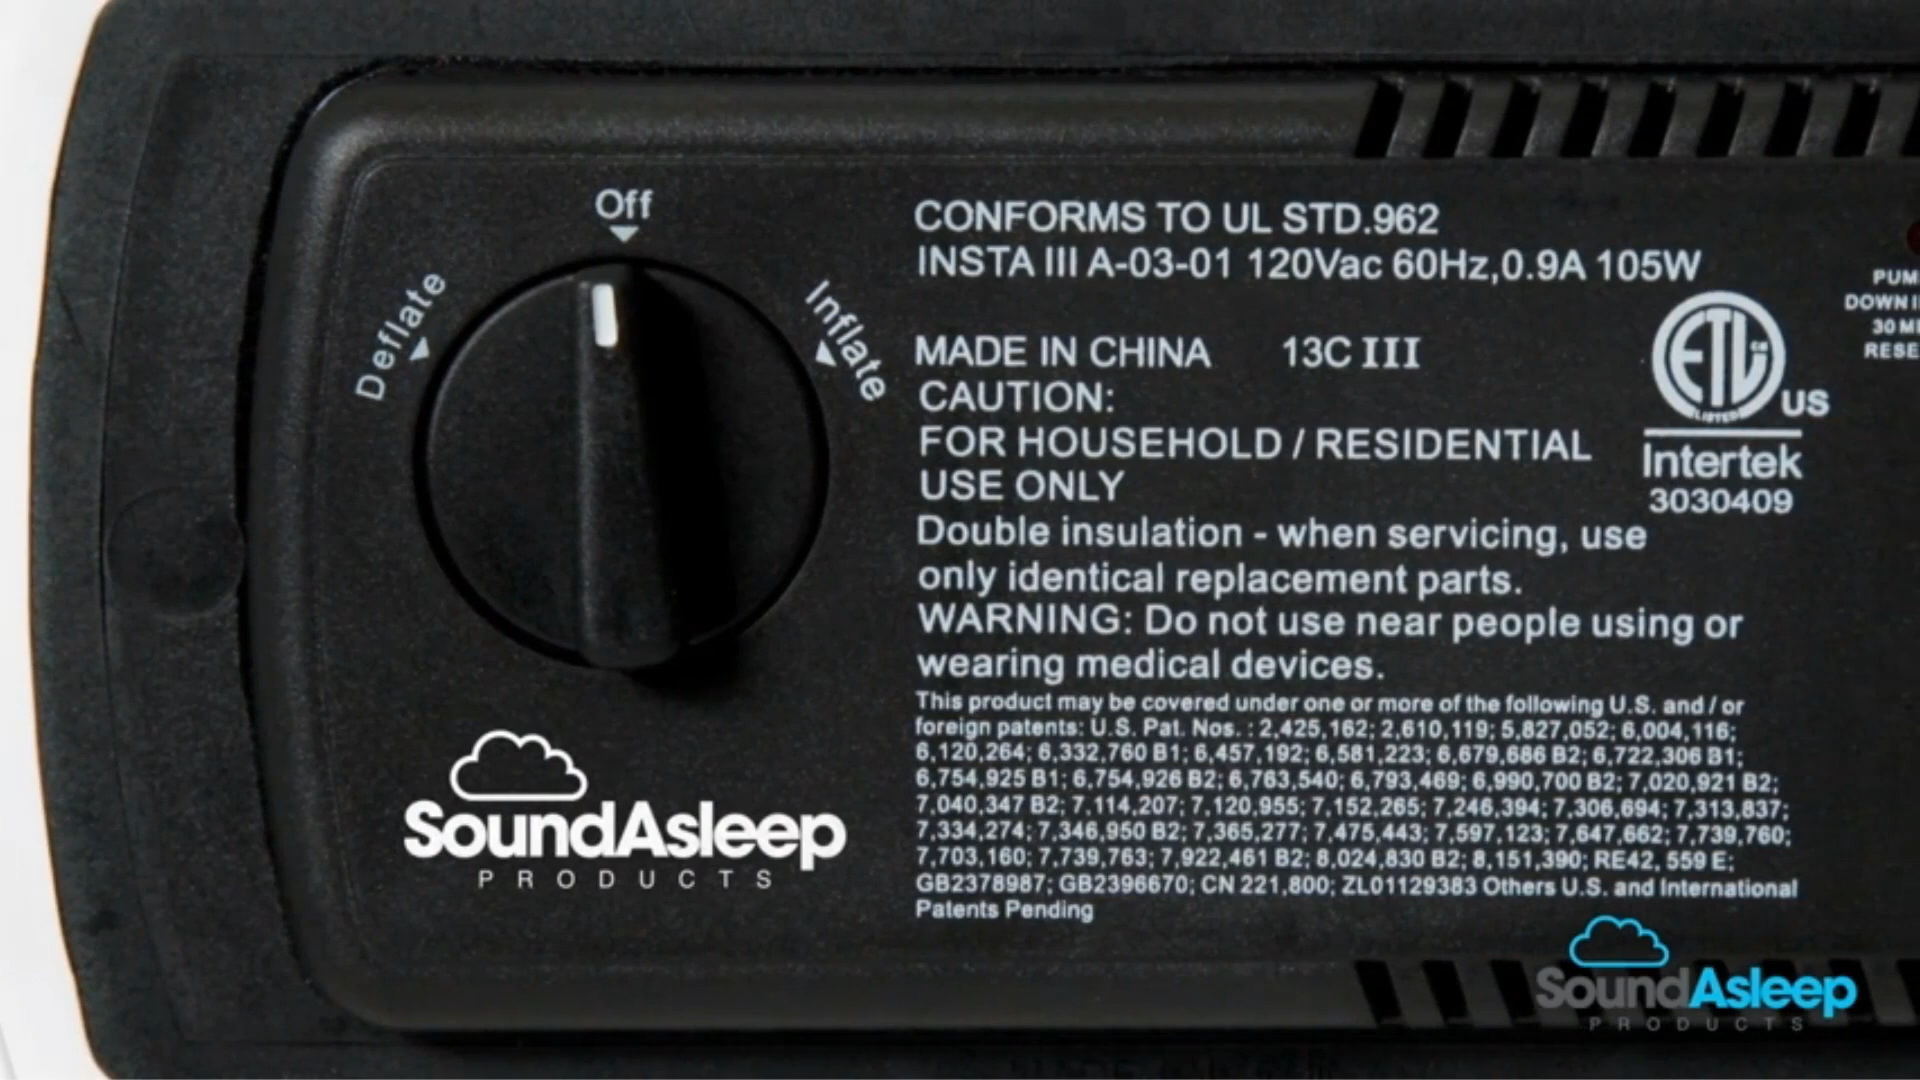 Off
Deflate
Inflate
CONFORMS TO UL STD.962
INSTA III A-03-01 120Vac 60Hz,0.9A 105W
MADE IN CHINA 13C III
CAUTION:
FOR HOUSEHOLD / RESIDENTIAL
USE ONLY
Double insulation - when servicing, use
only identical replacement parts.
WARNING: Do not use near people using or
wearing medical devices.
This product may be covered under one or more of the following U.S. and / or
foreign patents: U.S. Pat. Nos. : 2,425,162; 2,610,119; 5,827,052; 6,004,116;
6,120,264; 6,332,760 B1; 6,457,192; 6,581,223; 6,679,686 B2; 6,722,306 B1;
6,754,925 B1; 6,754,926 B2; 6,763,540; 6,793,469; 6,990,700 B2; 7,020,921 B2;
7,040,347 B2; 7,114,207; 7,120,955; 7,152,265; 7,246,394; 7,306,694; 7,313,837;
7,334,274; 7,346,950 B2; 7,365,277; 7,475,443; 7,597,123; 7,647,662; 7,739,760;
7,703,160; 7,739,763; 7,922,461 B2; 8,024,830 B2; 8,151,390; RE42, 559 E;
GB2378987; GB2396670; CN 221,800; ZL01129383 Others U.S. and International
Patents Pending
ETL
LISTED
US
Intertek
3030409
DOWN
SoundAsleep
PRODUCTS
SoundAsleep
PRODUCTS